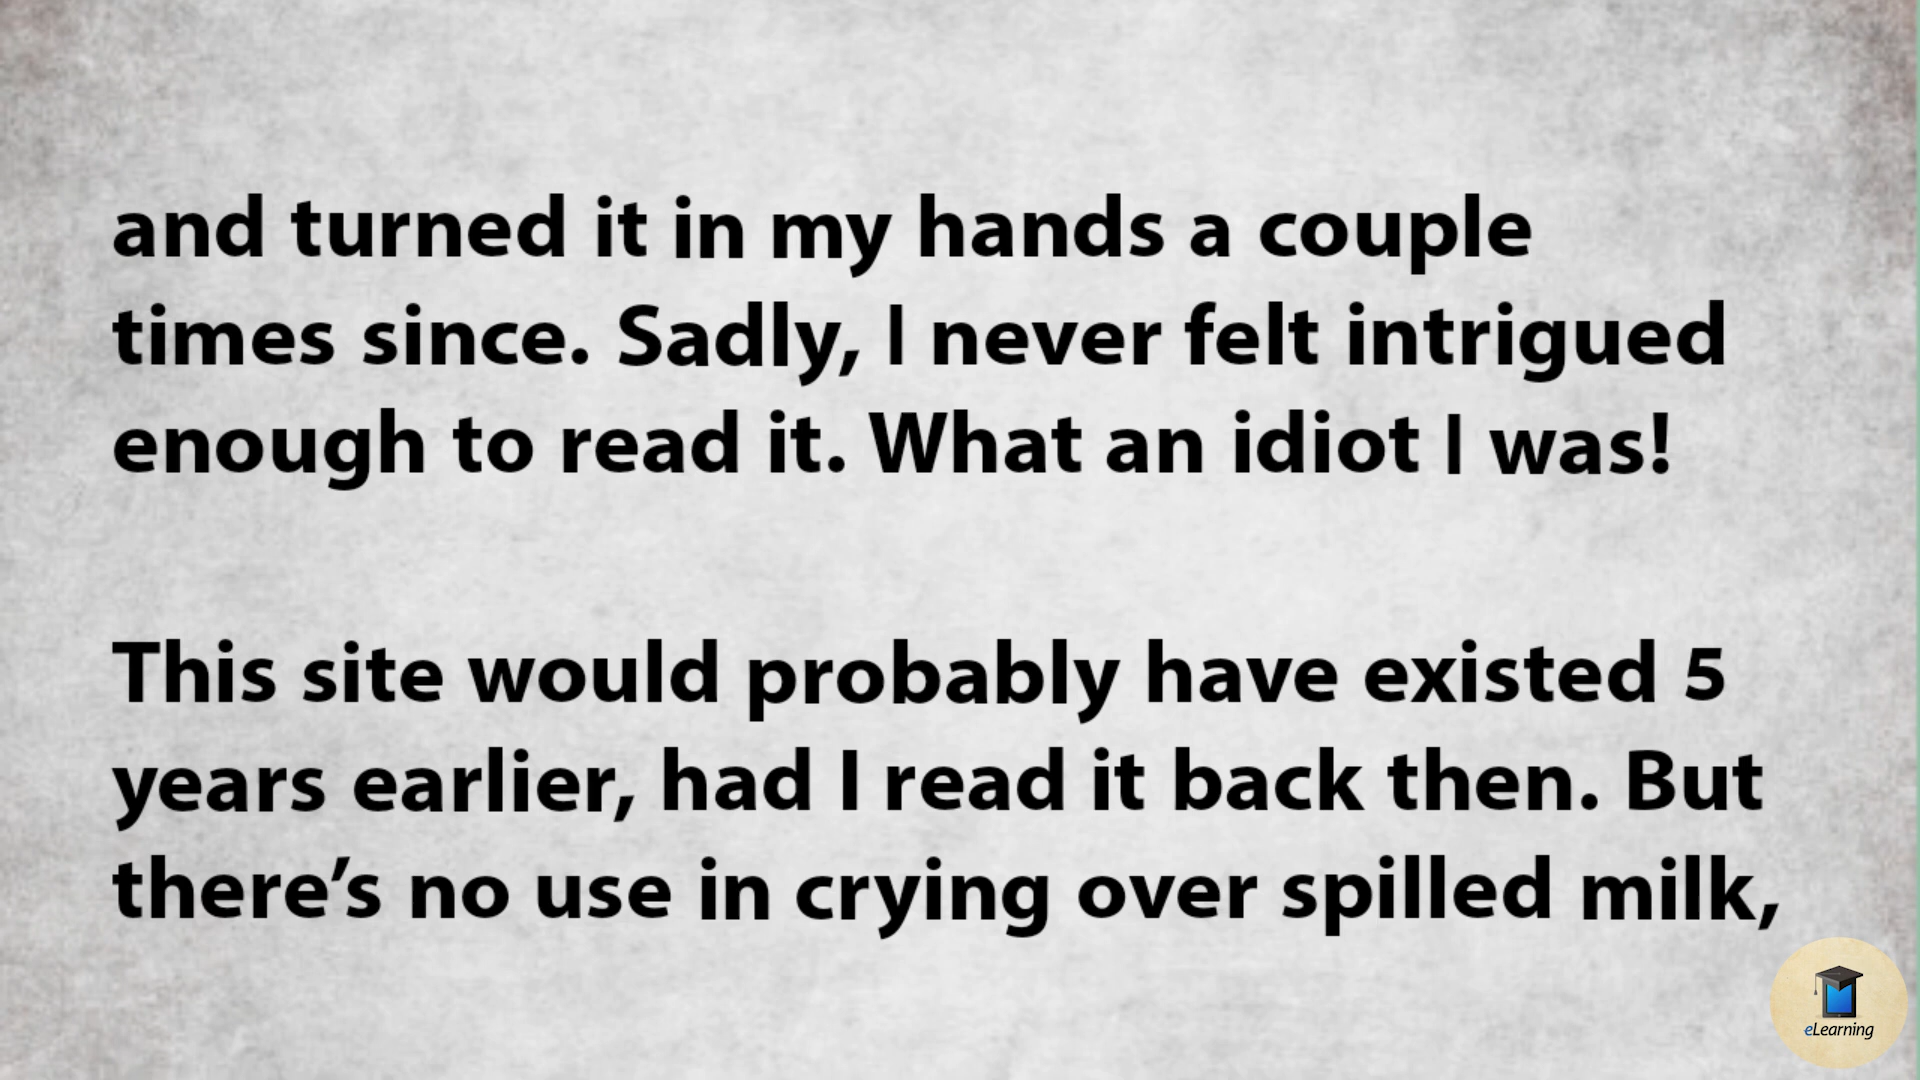 and turned it in my hands a couple
times since. Sadly, I never felt intrigued
enough to read it. What an idiot I was!
This site would probably have existed 5
years earlier, had I read it back then. But
there’s no use in crying over spilled milk,
eLearning